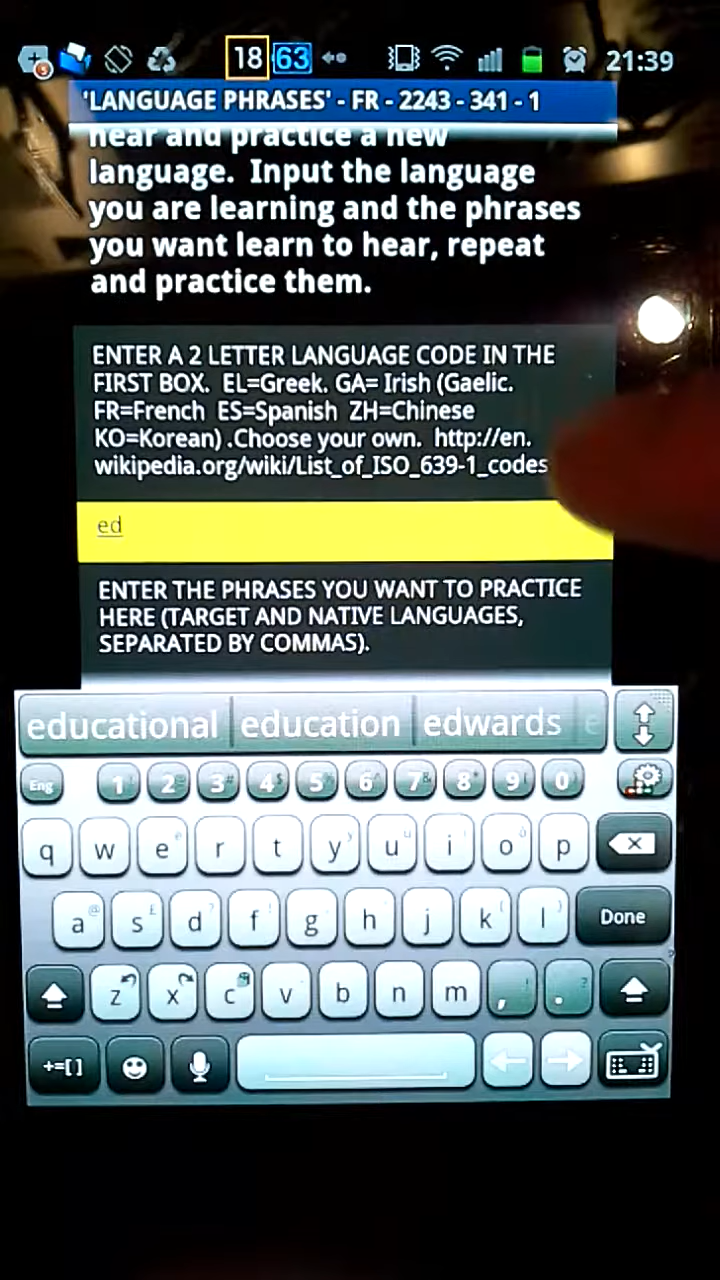 18 63 21:39
'LANGUAGE PHRASES' - FR - 2243 - 341 - 1
hear and practice a new
language. Input the language
you are learning and the phrases
you want learn to hear, repeat
and practice them.
ENTER A 2 LETTER LANGUAGE CODE IN THE
FIRST BOX. EL=Greek. GA= Irish (Gaelic.
FR=French ES=Spanish ZH=Chinese
KO=Korean) .Choose your own. http://en.
wikipedia.org/wiki/List_of_ISO_639-1_codes
ed
ENTER THE PHRASES YOU WANT TO PRACTICE
HERE (TARGET AND NATIVE LANGUAGES,
SEPARATED BY COMMAS).
educational education edwards e
Eng 1 2 3 4 5 6 7 8 9 0
q w e r t y u i o p
a s d f g h j k l Done
z x c v b n m , .
+=[]